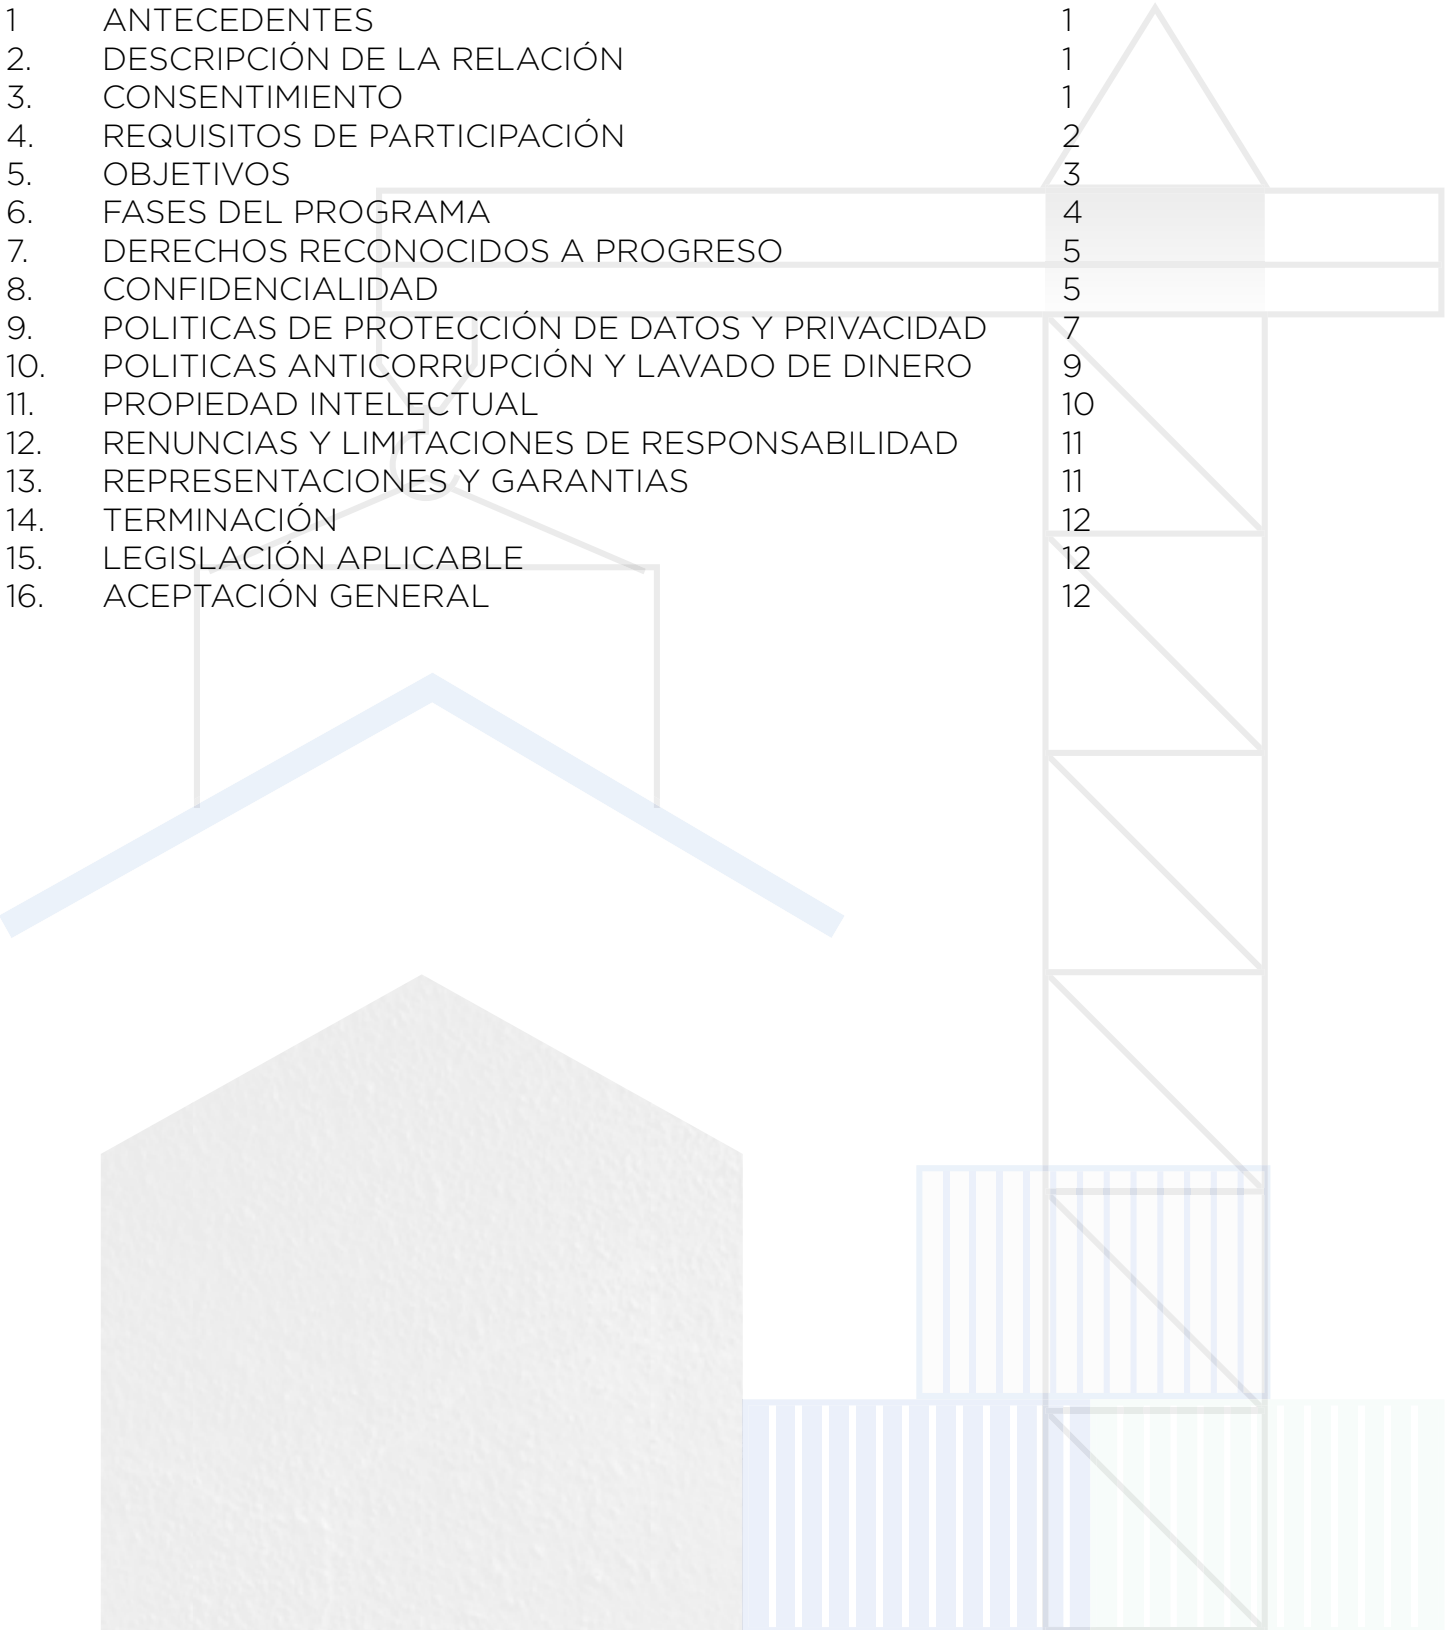 1 ANTECEDENTES 1
2. DESCRIPCIÓN DE LA RELACIÓN 1
3. CONSENTIMIENTO 1
4. REQUISITOS DE PARTICIPACIÓN 2
5. OBJETIVOS 3
6. FASES DEL PROGRAMA 4
7. DERECHOS RECONOCIDOS A PROGRESO 5
8. CONFIDENCIALIDAD 5
9. POLITICAS DE PROTECCIÓN DE DATOS Y PRIVACIDAD 7
10. POLITICAS ANTICORRUPCIÓN Y LAVADO DE DINERO 9
11. PROPIEDAD INTELECTUAL 10
12. RENUNCIAS Y LIMITACIONES DE RESPONSABILIDAD 11
13. REPRESENTACIONES Y GARANTIAS 11
14. TERMINACIÓN 12
15. LEGISLACIÓN APLICABLE 12
16. ACEPTACIÓN GENERAL 12